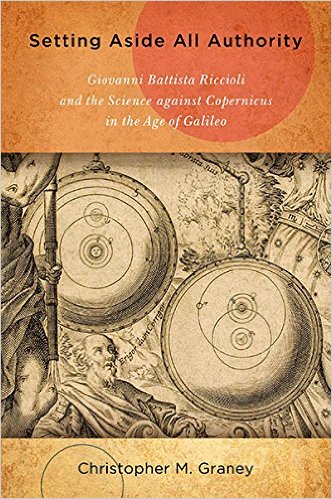 Setting Aside All Authority
Giovanni Battista Riccioli
and the Science against Copernicus
in the Age of Galileo
Christopher M. Graney